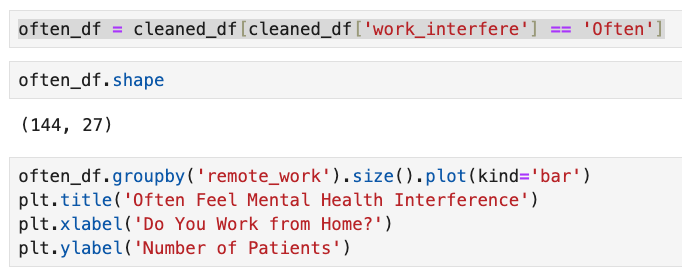 often_df = cleaned_df[cleaned_df['work_interfere'] == 'Often']
often_df.shape
(144, 27)
often_df.groupby('remote_work').size().plot(kind='bar')
plt.title('Often Feel Mental Health Interference')
plt.xlabel('Do You Work from Home?')
plt.ylabel('Number of Patients')